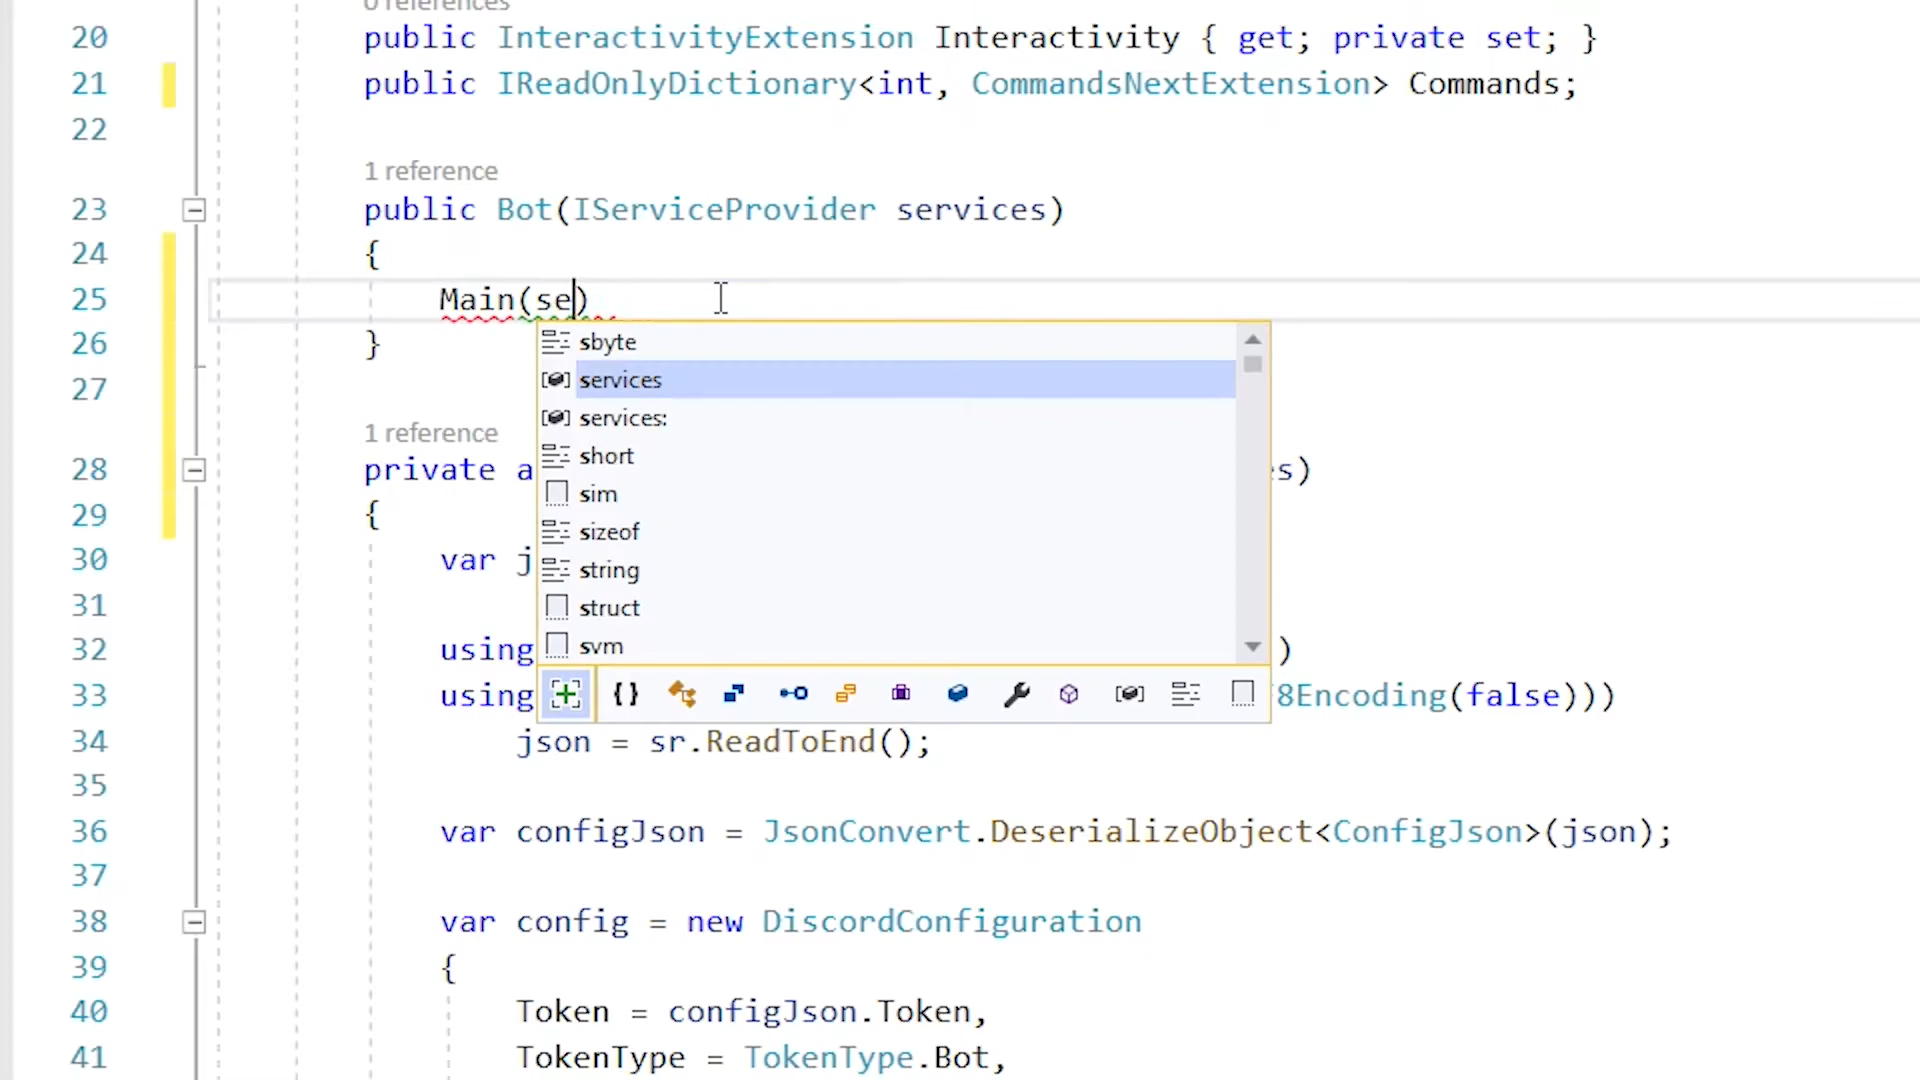 0 references
20 public InteractivityExtension Interactivity { get; private set; }
21 public IReadOnlyDictionary<int, CommandsNextExtension> Commands;
22
1 reference
23 public Bot(IServiceProvider services)
24 {
25 Main(se)
26 }
27
sbyte
services
services:
short
sim
sizeof
string
struct
svm
1 reference
28 private a s)
29 {
30 var j
31
32 using )
33 using 8Encoding(false)))
34 json = sr.ReadToEnd();
35
36 var configJson = JsonConvert.DeserializeObject<ConfigJson>(json);
37
38 var config = new DiscordConfiguration
39 {
40 Token = configJson.Token,
41 TokenType = TokenType.Bot,